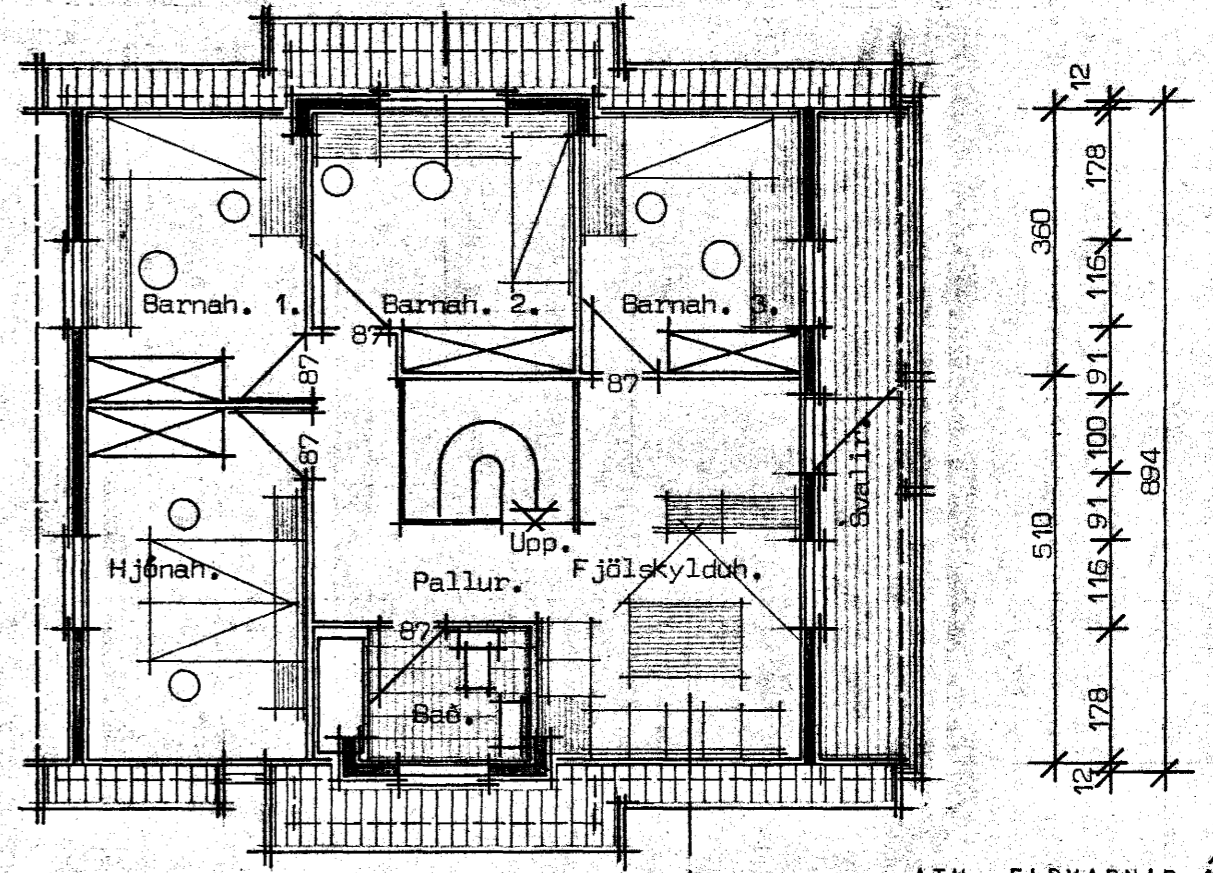 12
178
360
116
Barnah. 1.
Barnah. 2.
Barnah. 3.
87
87
87
91
87
100
894
Svalir.
510
91
Upp.
Hjónah.
Pallur.
Fjölskylduh.
116
87
178
Bað.
12